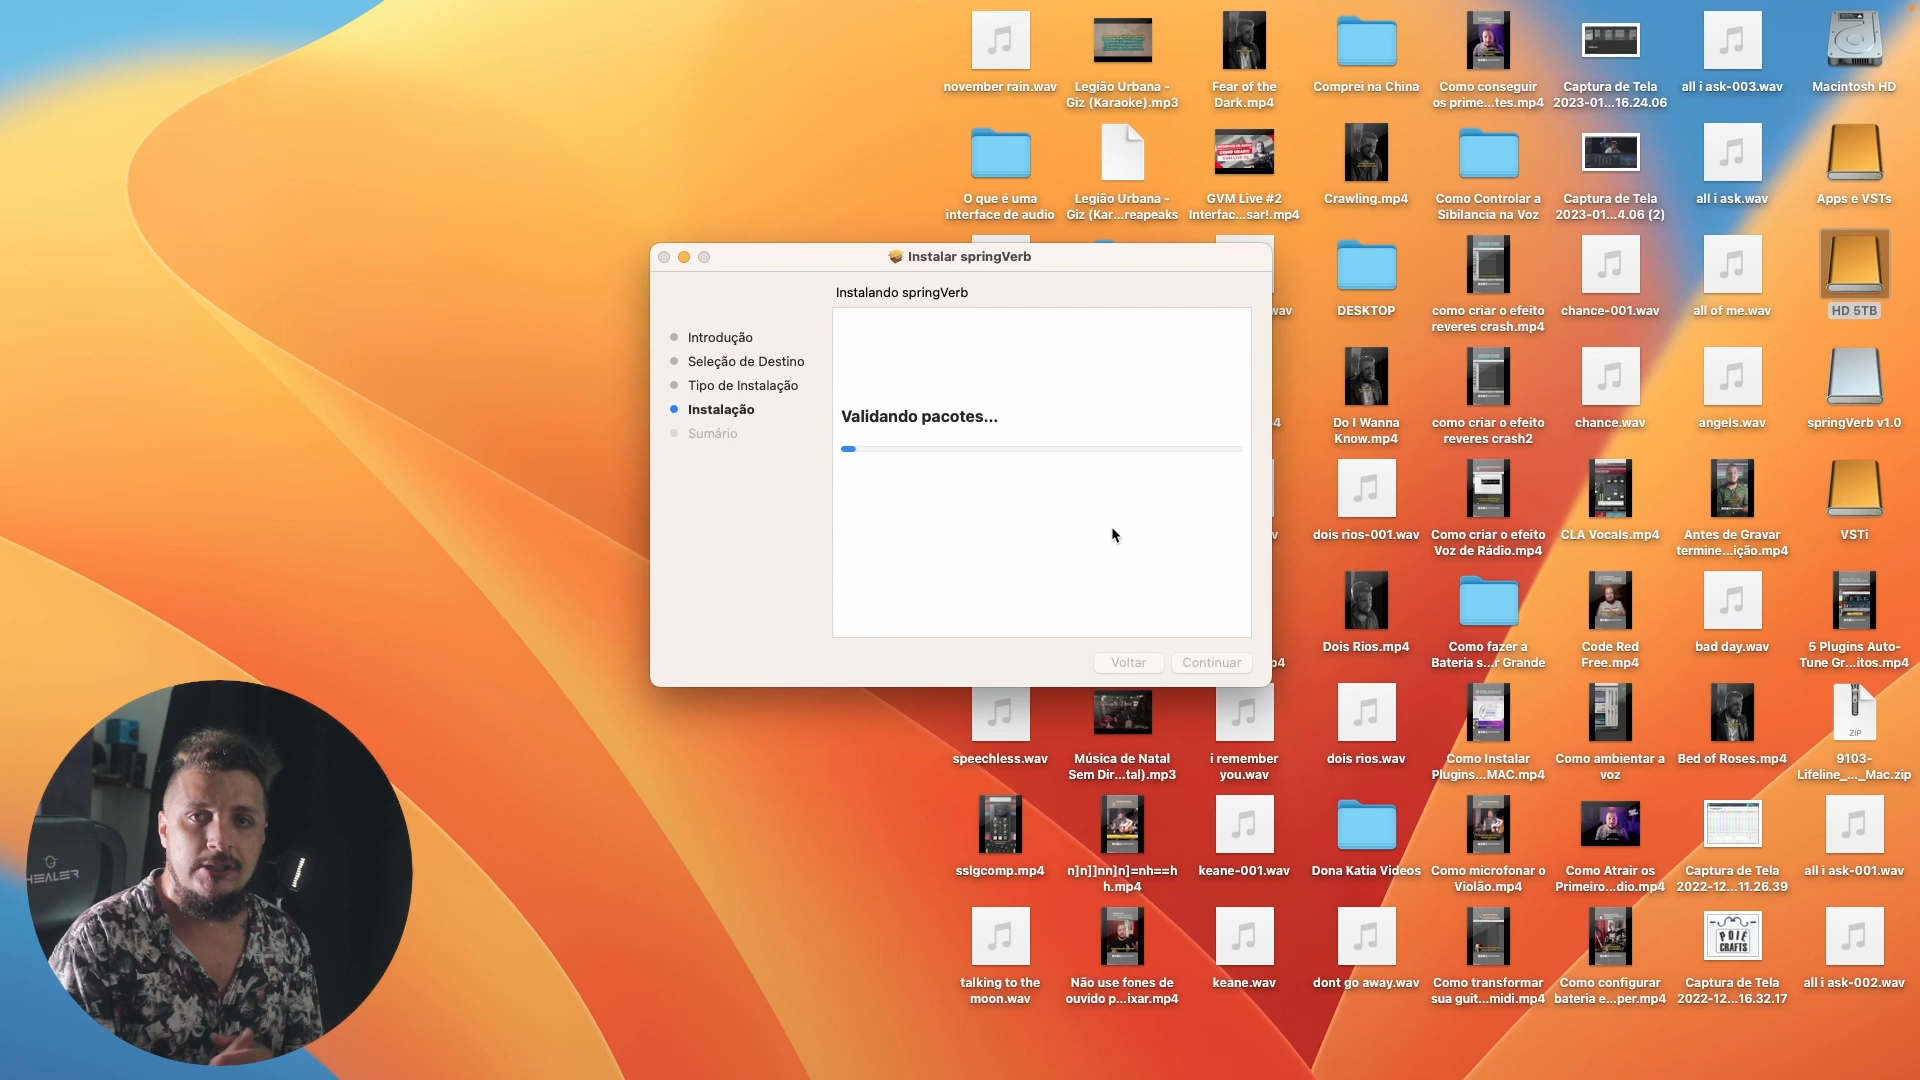 november rain.wav
Legião Urbana -
Giz (Karaoke).mp3
Fear of the
Dark.mp4
Comprei na China
Como conseguir
os prime...tes.mp4
Captura de Tela
2023-01...16.24.06
all i ask-003.wav
Macintosh HD
O que é uma
interface de audio
Legião Urbana -
Giz (Kar...reapeaks
GVM Live #2
Interfac...sar!.mp4
Crawling.mp4
Como Controlar a
Sibilancia na Voz
Captura de Tela
2023-01...4.06 (2)
all i ask.wav
Apps e VSTs
Instalar springVerb
Instalando springVerb
Introdução
Seleção de Destino
Tipo de Instalação
Instalação
Sumário
Validando pacotes...
Voltar
Continuar
wav
DESKTOP
como criar o efeito
reveres crash.mp4
chance-001.wav
all of me.wav
HD 5TB
Do I Wanna
Know.mp4
como criar o efeito
reveres crash2
chance.wav
angels.wav
springVerb v1.0
dois rios-001.wav
Como criar o efeito
Voz de Rádio.mp4
CLA Vocals.mp4
Antes de Gravar
termine...ição.mp4
VSTi
p4
Dois Rios.mp4
Como fazer a
Bateria s...r Grande
Code Red
Free.mp4
bad day.wav
5 Plugins Auto-
Tune Gr...itos.mp4
speechless.wav
Música de Natal
Sem Dir...tal).mp3
i remember
you.wav
dois rios.wav
Como Instalar
Plugins...MAC.mp4
Como ambientar a
voz
Bed of Roses.mp4
ZIP
9103-
Lifeline_..._Mac.zip
sslgcomp.mp4
n]n]]nn]n]=nh==h
h.mp4
keane-001.wav
Dona Katia Videos
Como microfonar o
Violão.mp4
Como Atrair os
Primeiro...dio.mp4
Captura de Tela
2022-12...11.26.39
all i ask-001.wav
HEALER
POIÉ
CRAFTS
talking to the
moon.wav
Não use fones de
ouvido p...ixar.mp4
keane.wav
dont go away.wav
Como transformar
sua guit...midi.mp4
Como configurar
bateria e...per.mp4
Captura de Tela
2022-12...16.32.17
all i ask-002.wav